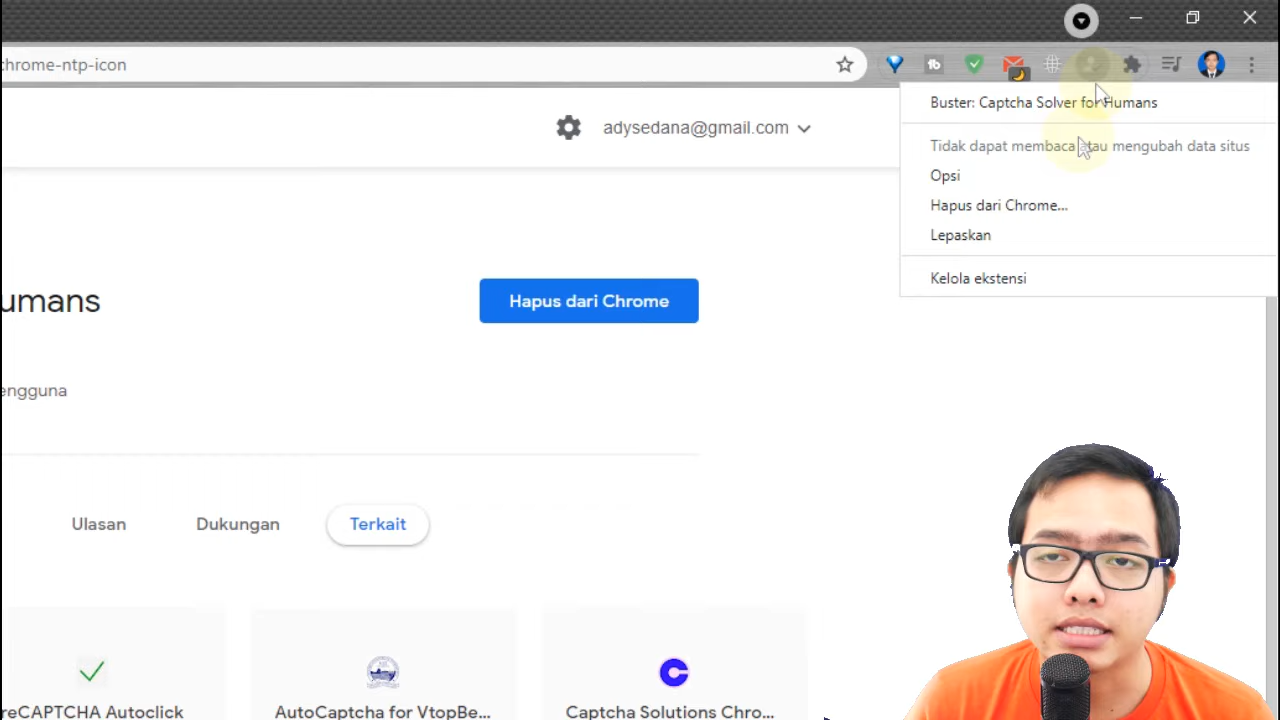 chrome-ntp-icon
tb
adysedana@gmail.com
Buster: Captcha Solver for Humans
Tidak dapat membaca atau mengubah data situs
Opsi
Hapus dari Chrome...
Lepaskan
Kelola ekstensi
umans
Hapus dari Chrome
engguna
Ulasan
Dukungan
Terkait
reCAPTCHA Autoclick
AutoCaptcha for VtopBe...
Captcha Solutions Chro...